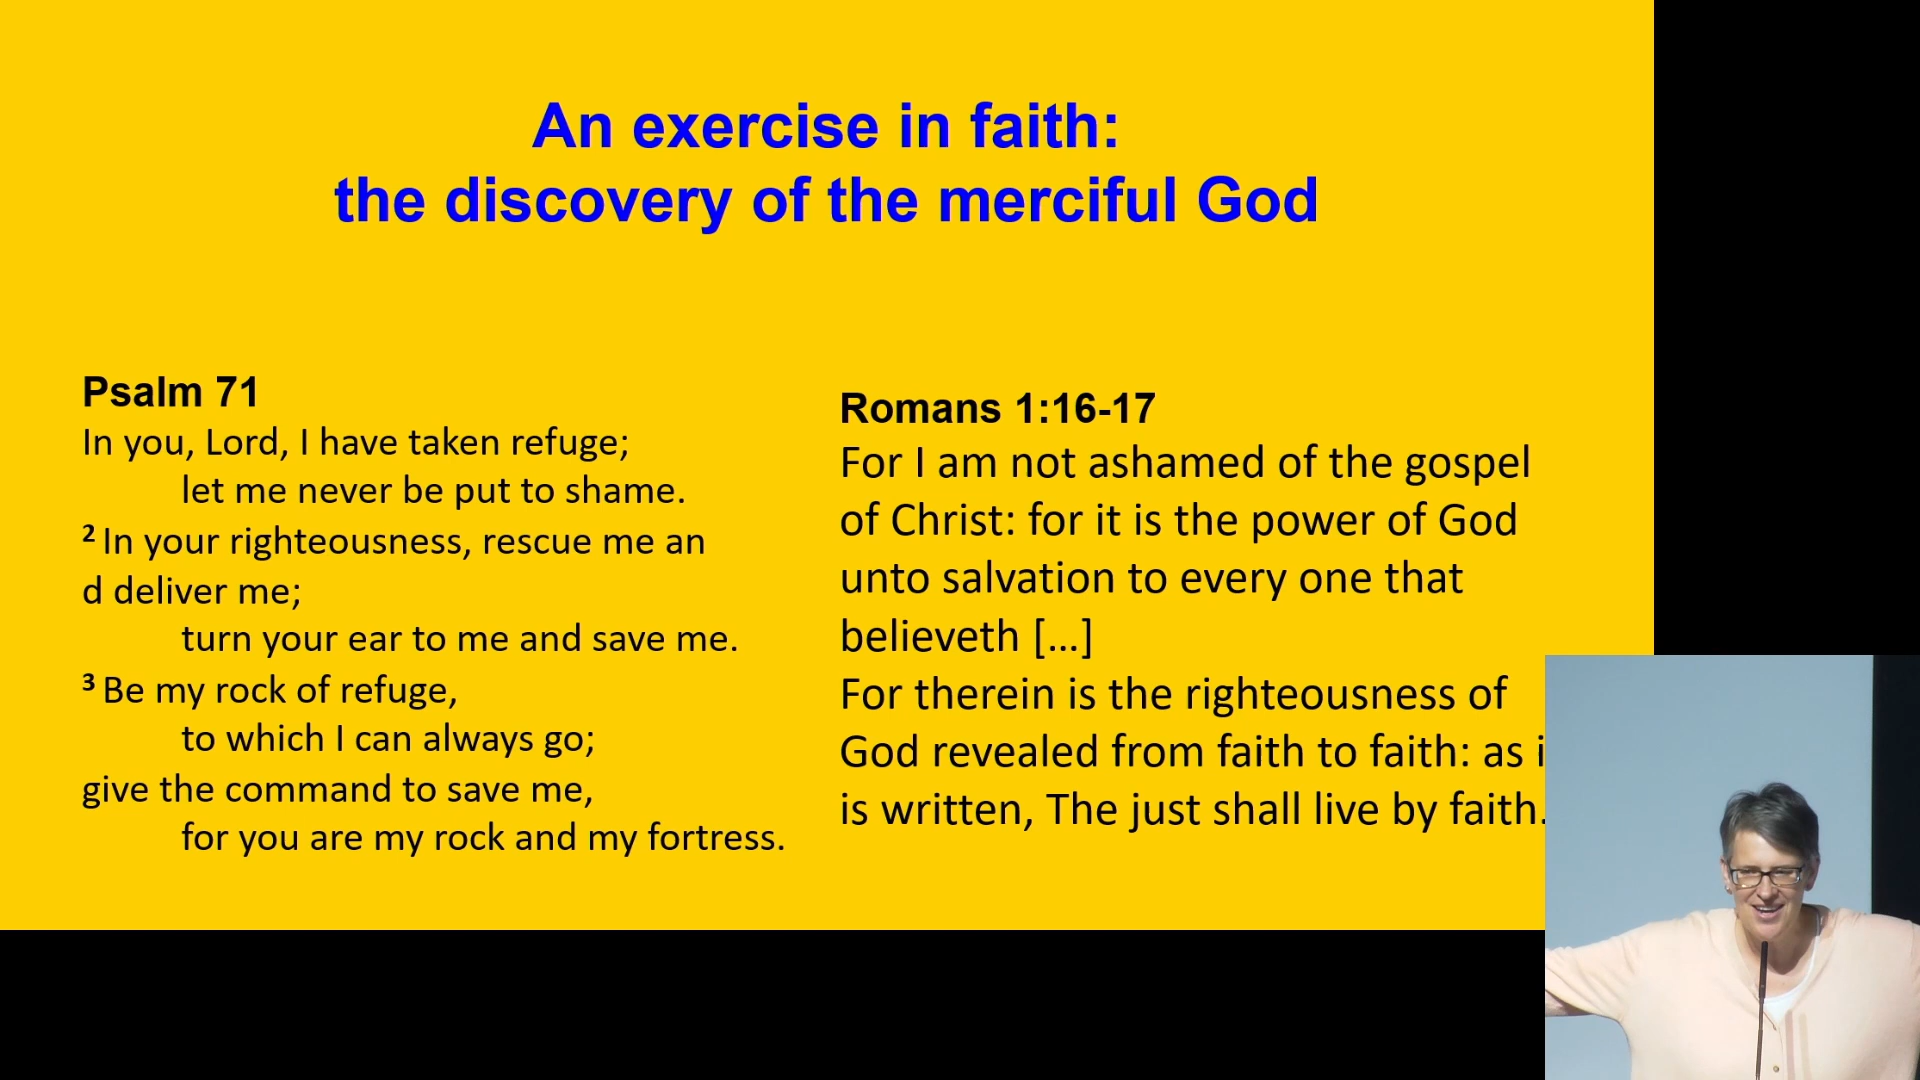 An exercise in faith:
the discovery of the merciful God
Psalm 71
In you, Lord, I have taken refuge;
let me never be put to shame.
2 In your righteousness, rescue me an
d deliver me;
turn your ear to me and save me.
3 Be my rock of refuge,
to which I can always go;
give the command to save me,
for you are my rock and my fortress.
Romans 1:16-17
For I am not ashamed of the gospel
of Christ: for it is the power of God
unto salvation to every one that
believeth […]
For therein is the righteousness of
God revealed from faith to faith: as i
is written, The just shall live by faith.